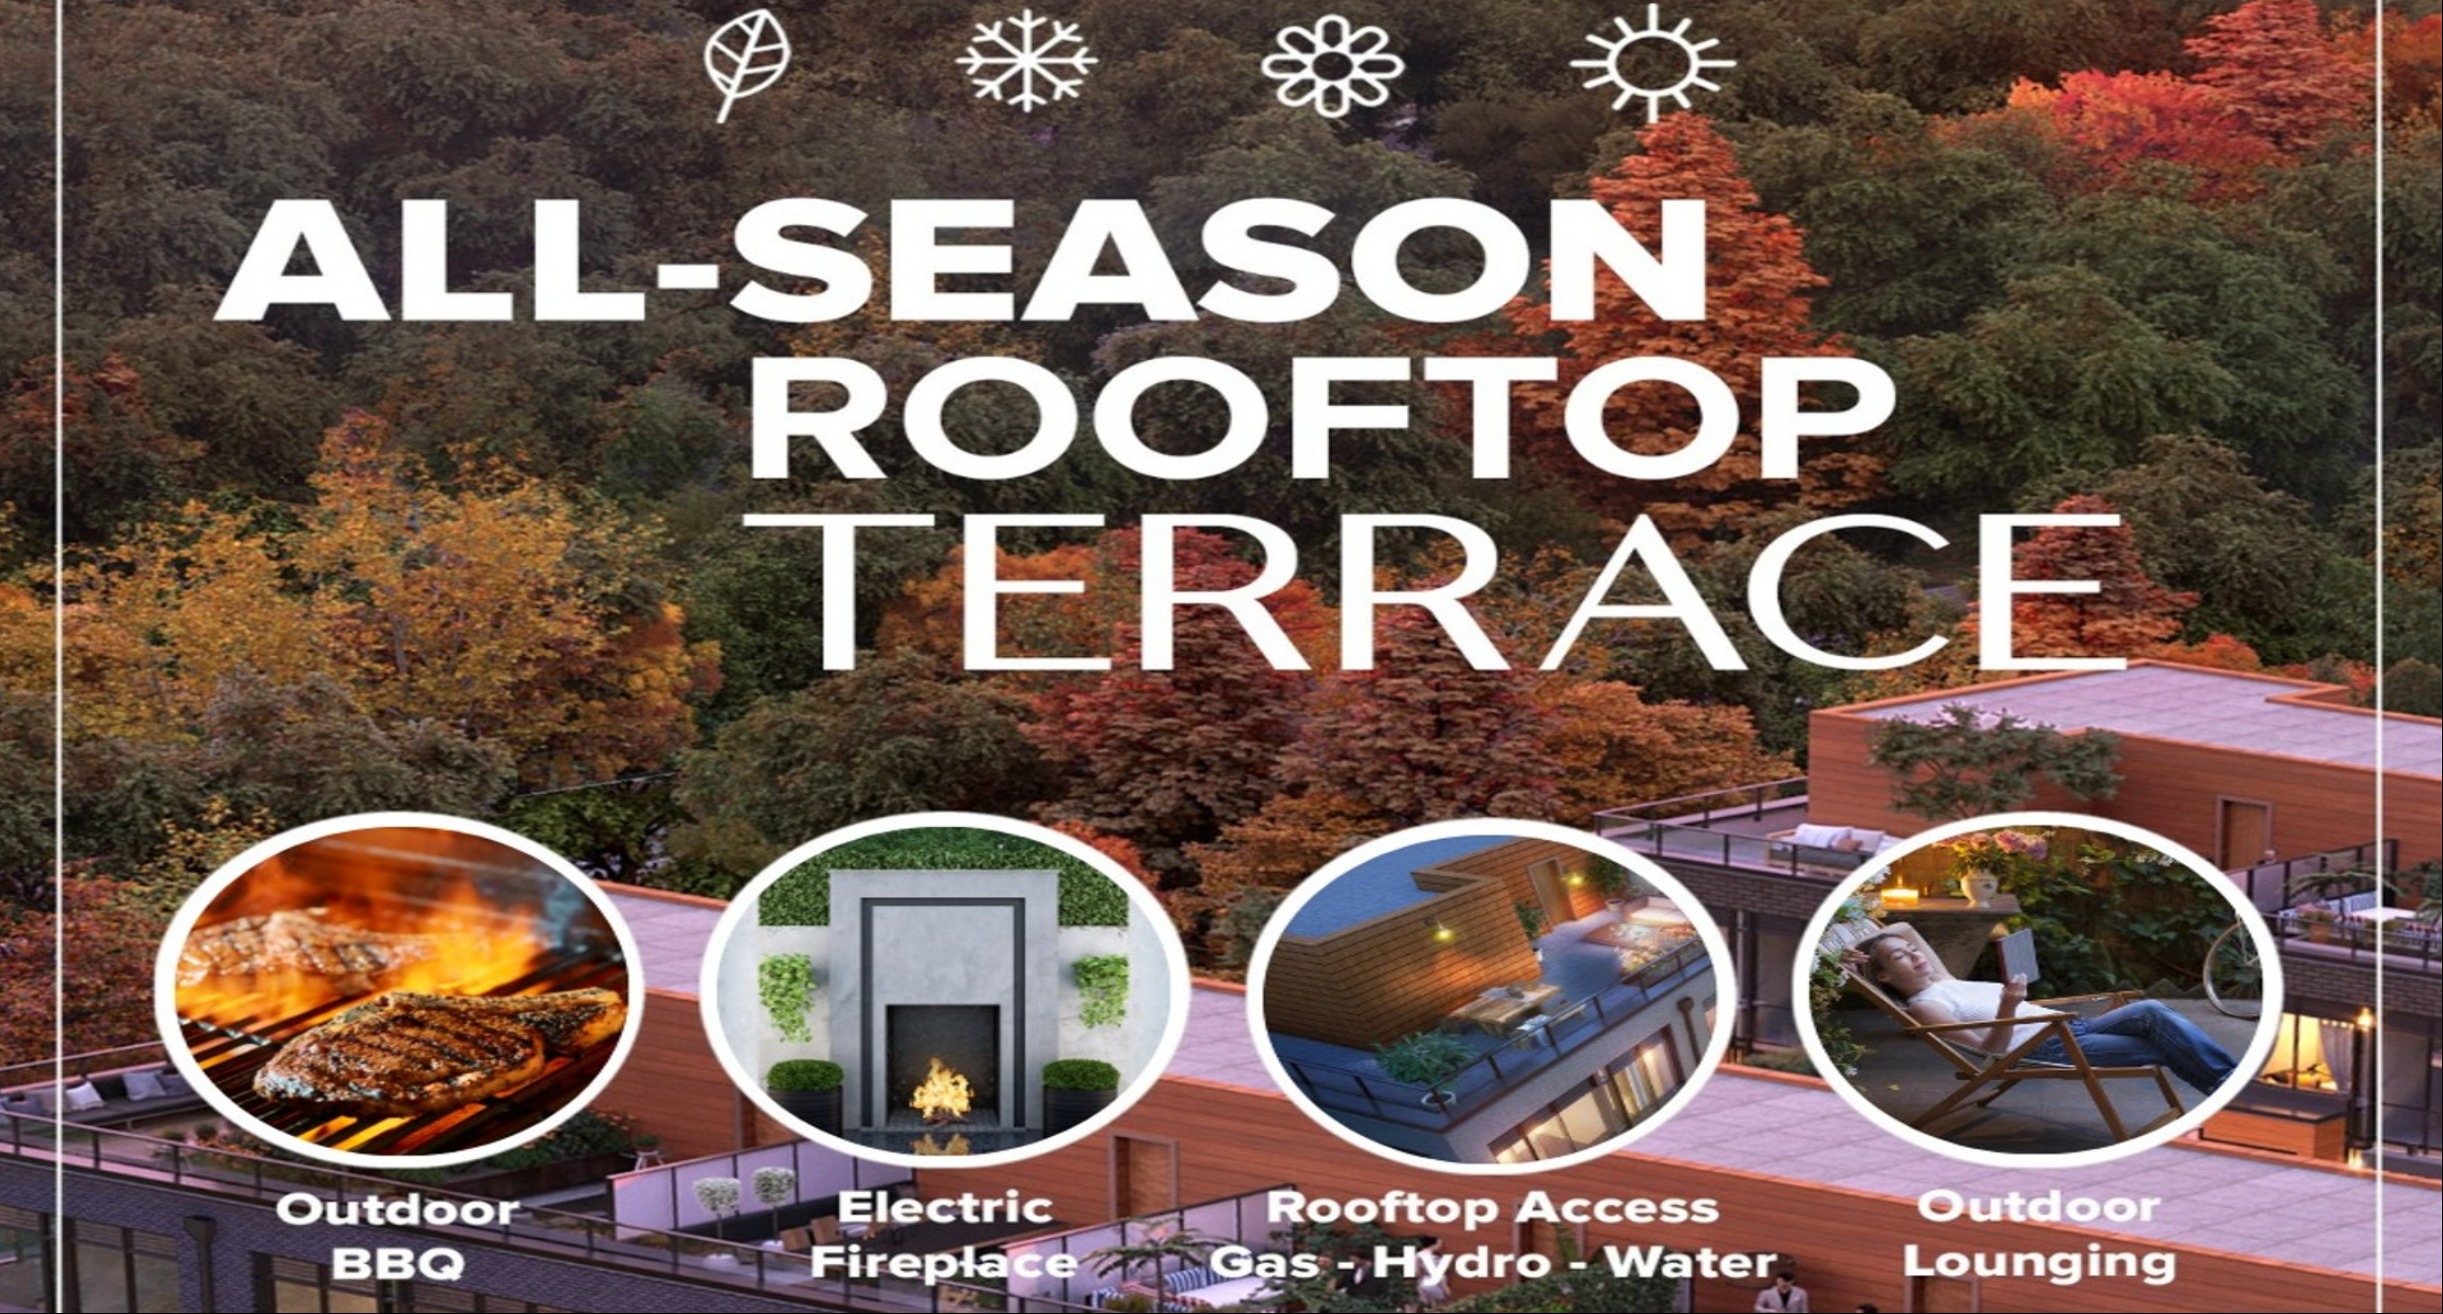 ALL-SEASON
ROOFTOP
TERRACE
Outdoor
BBQ
Electric
Fireplace
Rooftop Access
Gas - Hydro - Water
Outdoor
Lounging